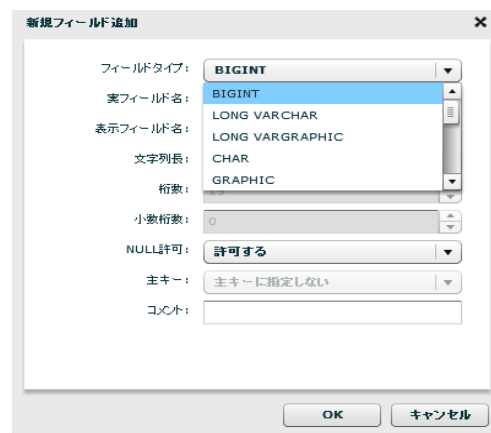 新規フィールド追加
フィールドタイプ: BIGINT
実フィールド名: BIGINT
LONG VARCHAR
表示フィールド名: LONG VARGRAPHIC
文字列長: CHAR
GRAPHIC
桁数: 19
小数桁数: 0
NULL許可: 許可する
主キー: 主キーに指定しない
コメント:
OK キャンセル